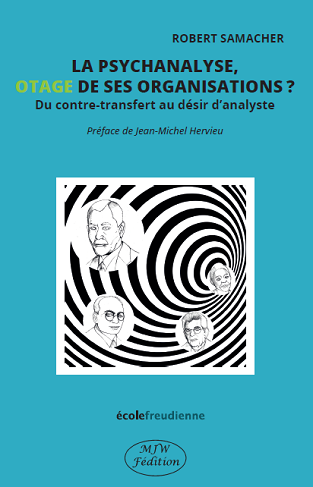 ROBERT SAMACHER
LA PSYCHANALYSE,
OTAGE DE SES ORGANISATIONS ?
Du contre-transfert au désir d'analyste
Préface de Jean-Michel Hervieu
écolefreudienne
MJW
Fédition